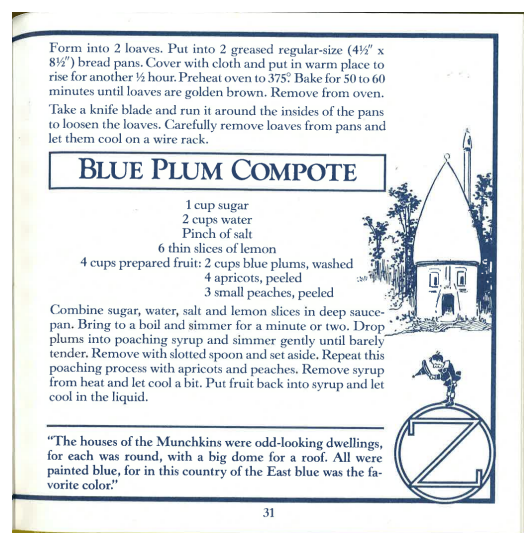 Form into 2 loaves. Put into 2 greased regular-size (4½″ x
8½″) bread pans. Cover with cloth and put in warm place to
rise for another ½ hour. Preheat oven to 375°. Bake for 50 to 60
minutes until loaves are golden brown. Remove from oven.
Take a knife blade and run it around the insides of the pans
to loosen the loaves. Carefully remove loaves from pans and
let them cool on a wire rack.
BLUE PLUM COMPOTE
1 cup sugar
2 cups water
Pinch of salt
6 thin slices of lemon
4 cups prepared fruit: 2 cups blue plums, washed
4 apricots, peeled
3 small peaches, peeled
Combine sugar, water, salt and lemon slices in deep sauce-
pan. Bring to a boil and simmer for a minute or two. Drop
plums into poaching syrup and simmer gently until barely
tender. Remove with slotted spoon and set aside. Repeat this
poaching process with apricots and peaches. Remove syrup
from heat and let cool a bit. Put fruit back into syrup and let
cool in the liquid.
"The houses of the Munchkins were odd-looking dwellings,
for each was round, with a big dome for a roof. All were
painted blue, for in this country of the East blue was the fa-
vorite color."
Z
31